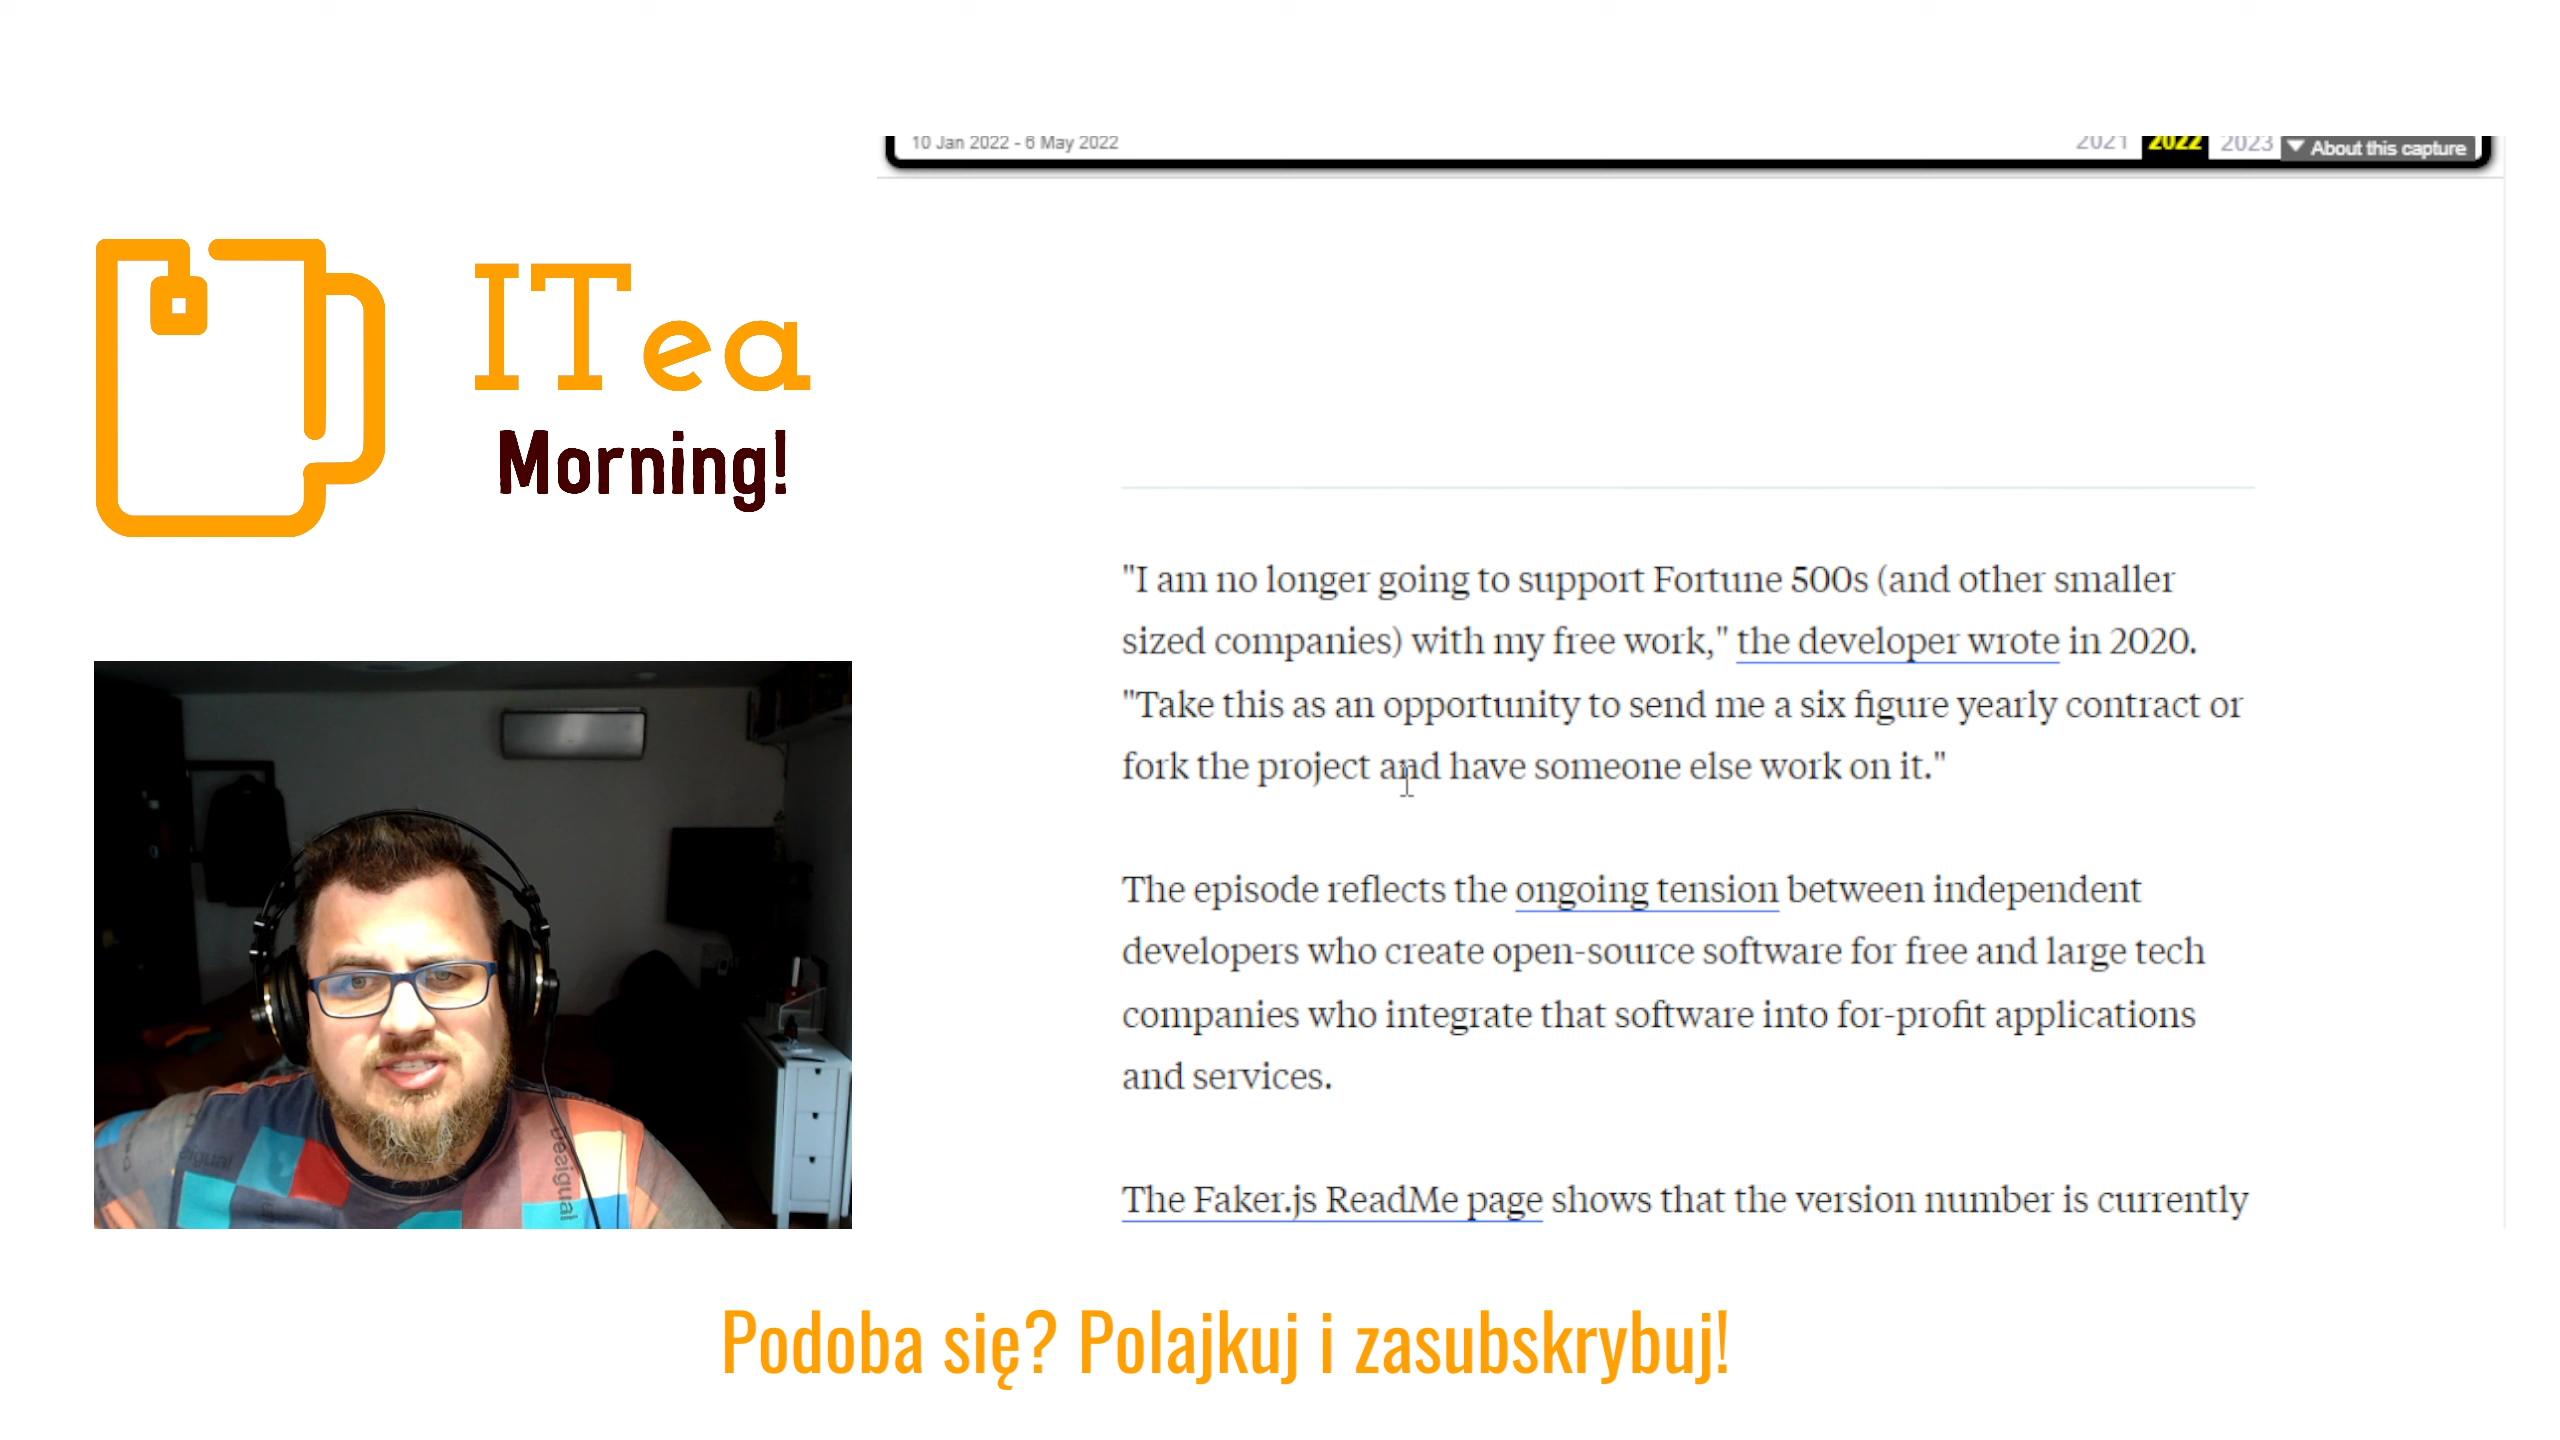 10 Jan 2022 - 6 May 2022
2021 2022 2023 ▼ About this capture
ITea
Morning!
"I am no longer going to support Fortune 500s (and other smaller
sized companies) with my free work," the developer wrote in 2020.
"Take this as an opportunity to send me a six figure yearly contract or
fork the project and have someone else work on it."
The episode reflects the ongoing tension between independent
developers who create open-source software for free and large tech
companies who integrate that software into for-profit applications
and services.
The Faker.js ReadMe page shows that the version number is currently
Podoba się? Polajkuj i zasubskrybuj!